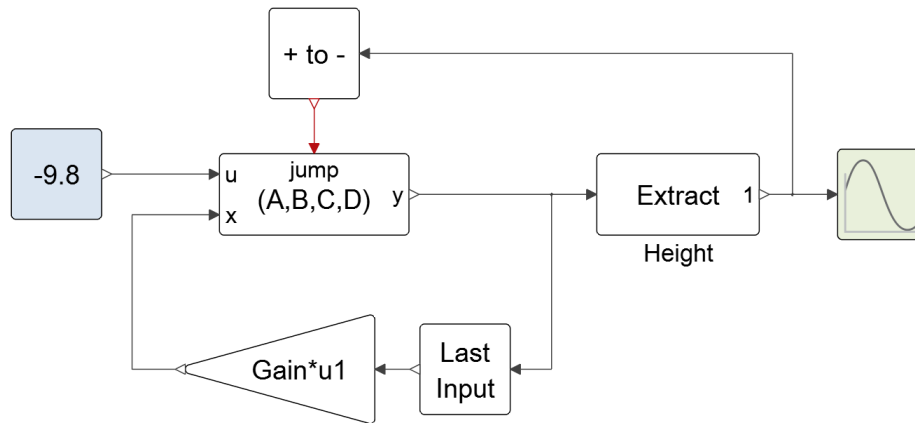 + to -
-9.8
u
jump
(A,B,C,D)
y
x
Extract
1
Height
Gain*u1
Last
Input